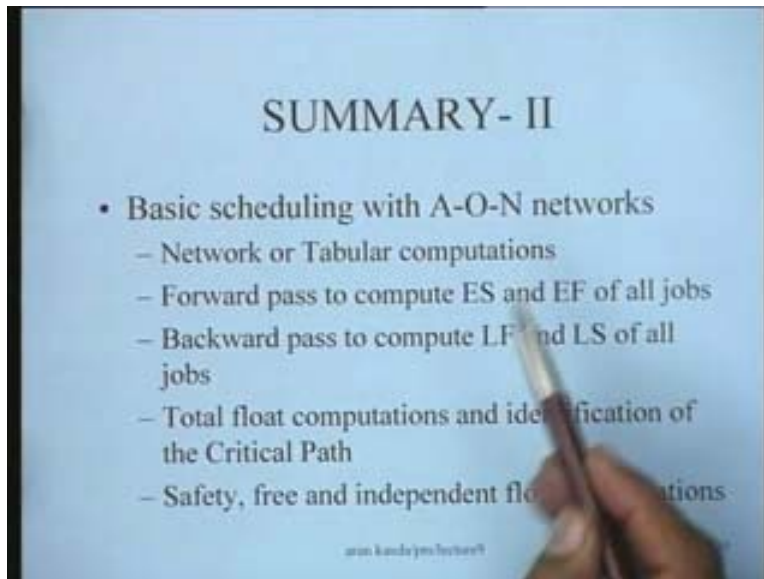 SUMMARY- II
• Basic scheduling with A-O-N networks
– Network or Tabular computations
– Forward pass to compute ES and EF of all jobs
– Backward pass to compute LF and LS of all
jobs
– Total float computations and identification of
the Critical Path
– Safety, free and independent